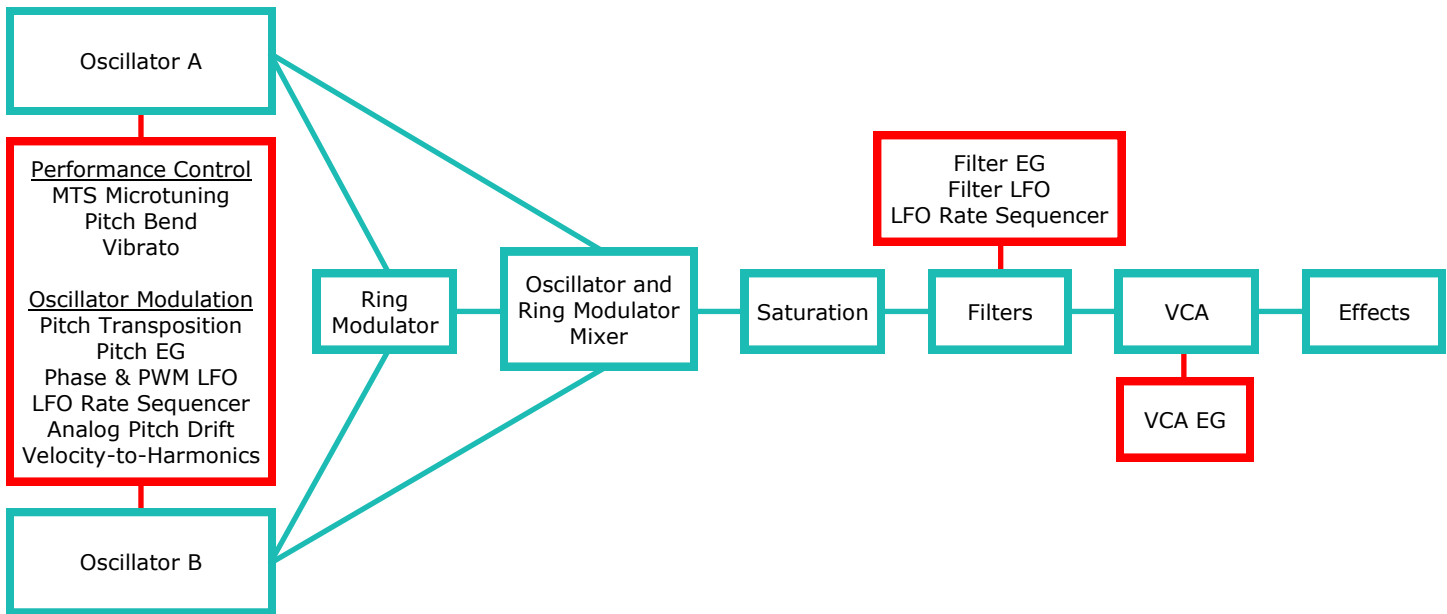 Oscillator A
Performance Control
MTS Microtuning
Pitch Bend
Vibrato
Oscillator Modulation
Pitch Transposition
Pitch EG
Phase & PWM LFO
LFO Rate Sequencer
Analog Pitch Drift
Velocity-to-Harmonics
Oscillator B
Ring
Modulator
Oscillator and
Ring Modulator
Mixer
Saturation
Filter EG
Filter LFO
LFO Rate Sequencer
Filters
VCA
VCA EG
Effects